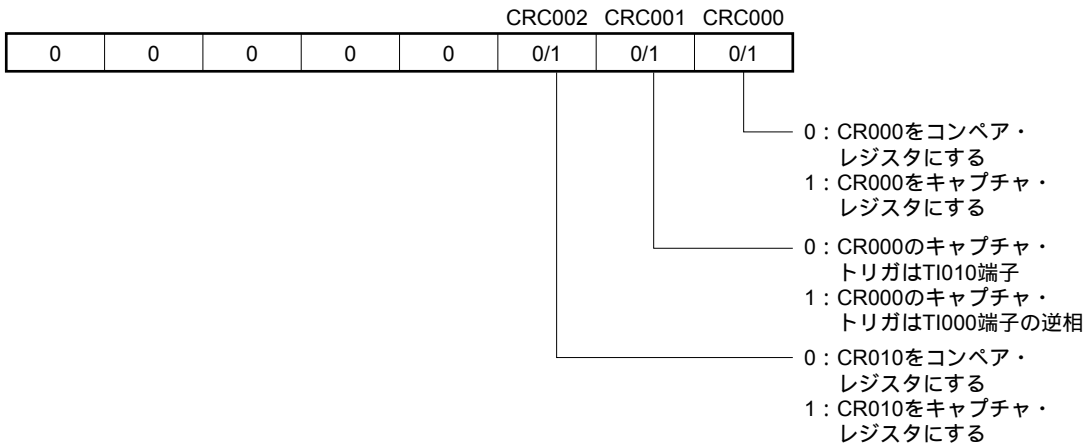 CRC002 CRC001 CRC000
0 0 0 0 0 0/1 0/1 0/1
0：CR000をコンペア・
レジスタにする
1：CR000をキャプチャ・
レジスタにする
0：CR000のキャプチャ・
トリガはTI010端子
1：CR000のキャプチャ・
トリガはTI000端子の逆相
0：CR010をコンペア・
レジスタにする
1：CR010をキャプチャ・
レジスタにする